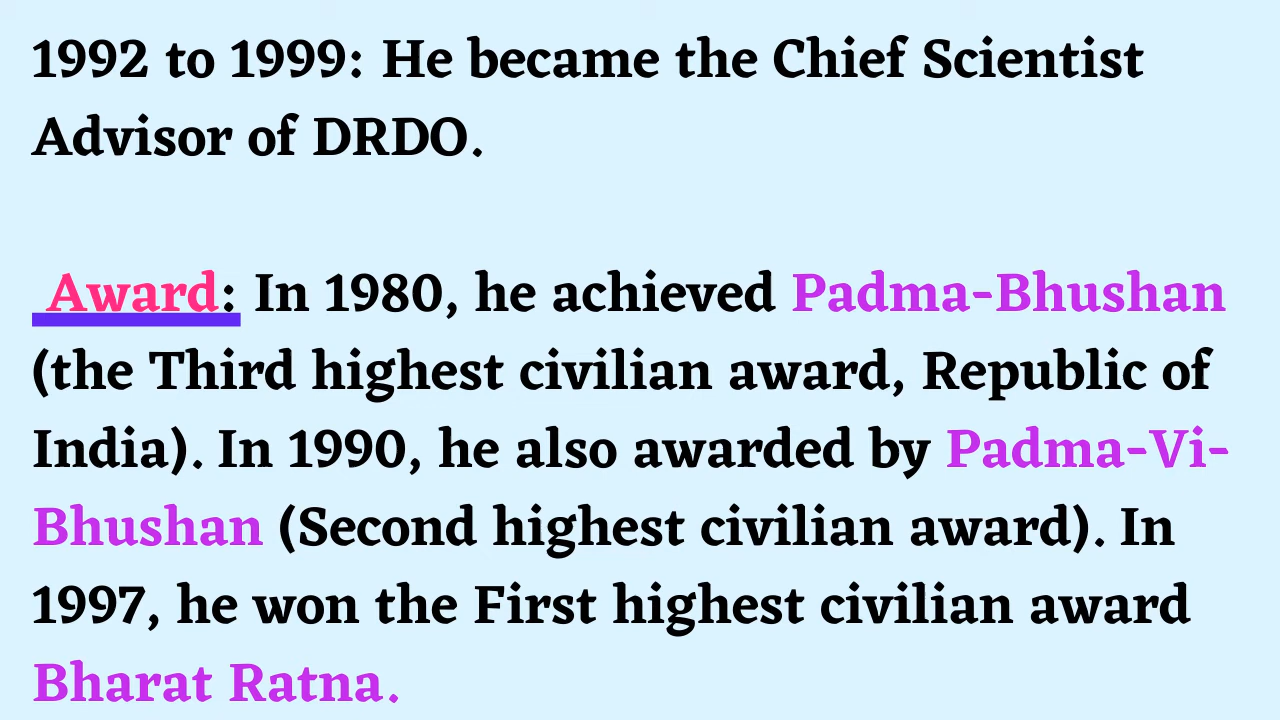 1992 to 1999: He became the Chief Scientist
Advisor of DRDO.
Award: In 1980, he achieved Padma-Bhushan
(the Third highest civilian award, Republic of
India). In 1990, he also awarded by Padma-Vi-
Bhushan (Second highest civilian award). In
1997, he won the First highest civilian award
Bharat Ratna.